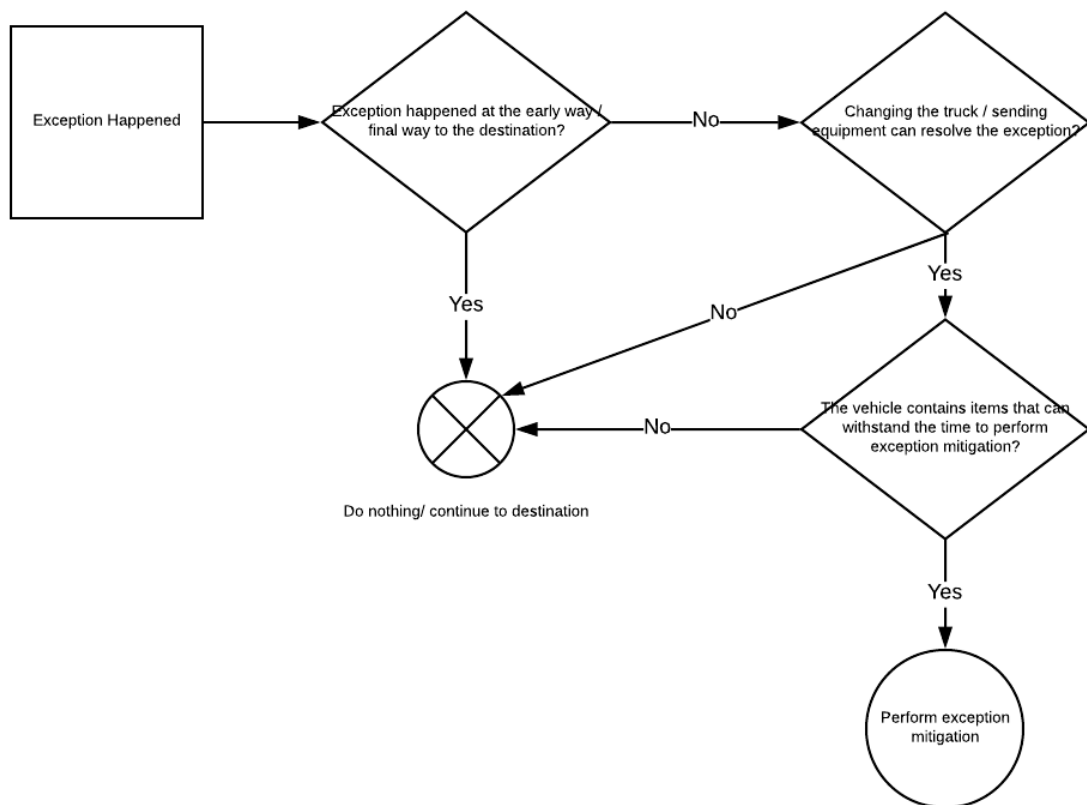 Exception Happened
Exception happened at the early way /
final way to the destination?
No
Changing the truck / sending
equipment can resolve the exception?
Yes
No
Yes
The vehicle contains items that can
withstand the time to perform
exception mitigation?
No
Do nothing/ continue to destination
Yes
Perform exception
mitigation